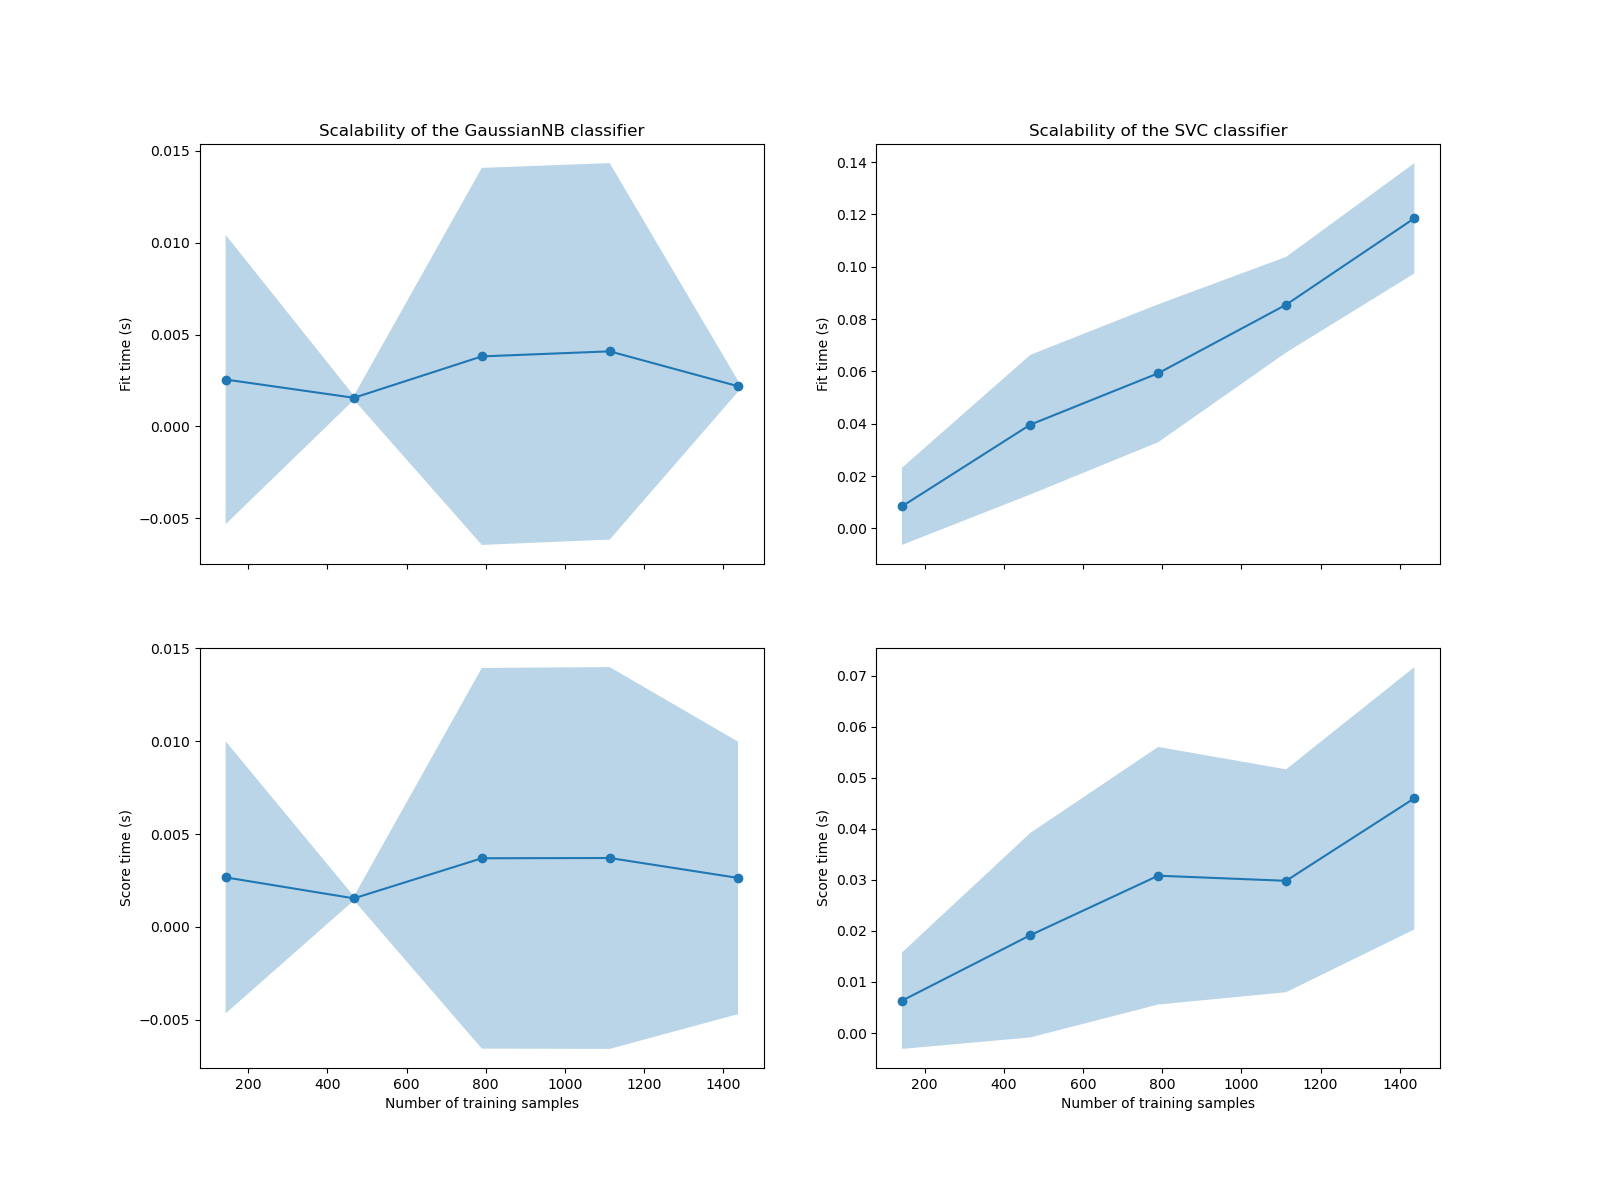 Scalability of the GaussianNB classifier
0.015
0.010
0.005
0.000
−0.005
Fit time (s)
Scalability of the SVC classifier
0.14
0.12
0.10
0.08
0.06
0.04
0.02
0.00
Fit time (s)
0.015
0.010
0.005
0.000
−0.005
Score time (s)
200 400 600 800 1000 1200 1400
Number of training samples
0.07
0.06
0.05
0.04
0.03
0.02
0.01
0.00
Score time (s)
200 400 600 800 1000 1200 1400
Number of training samples